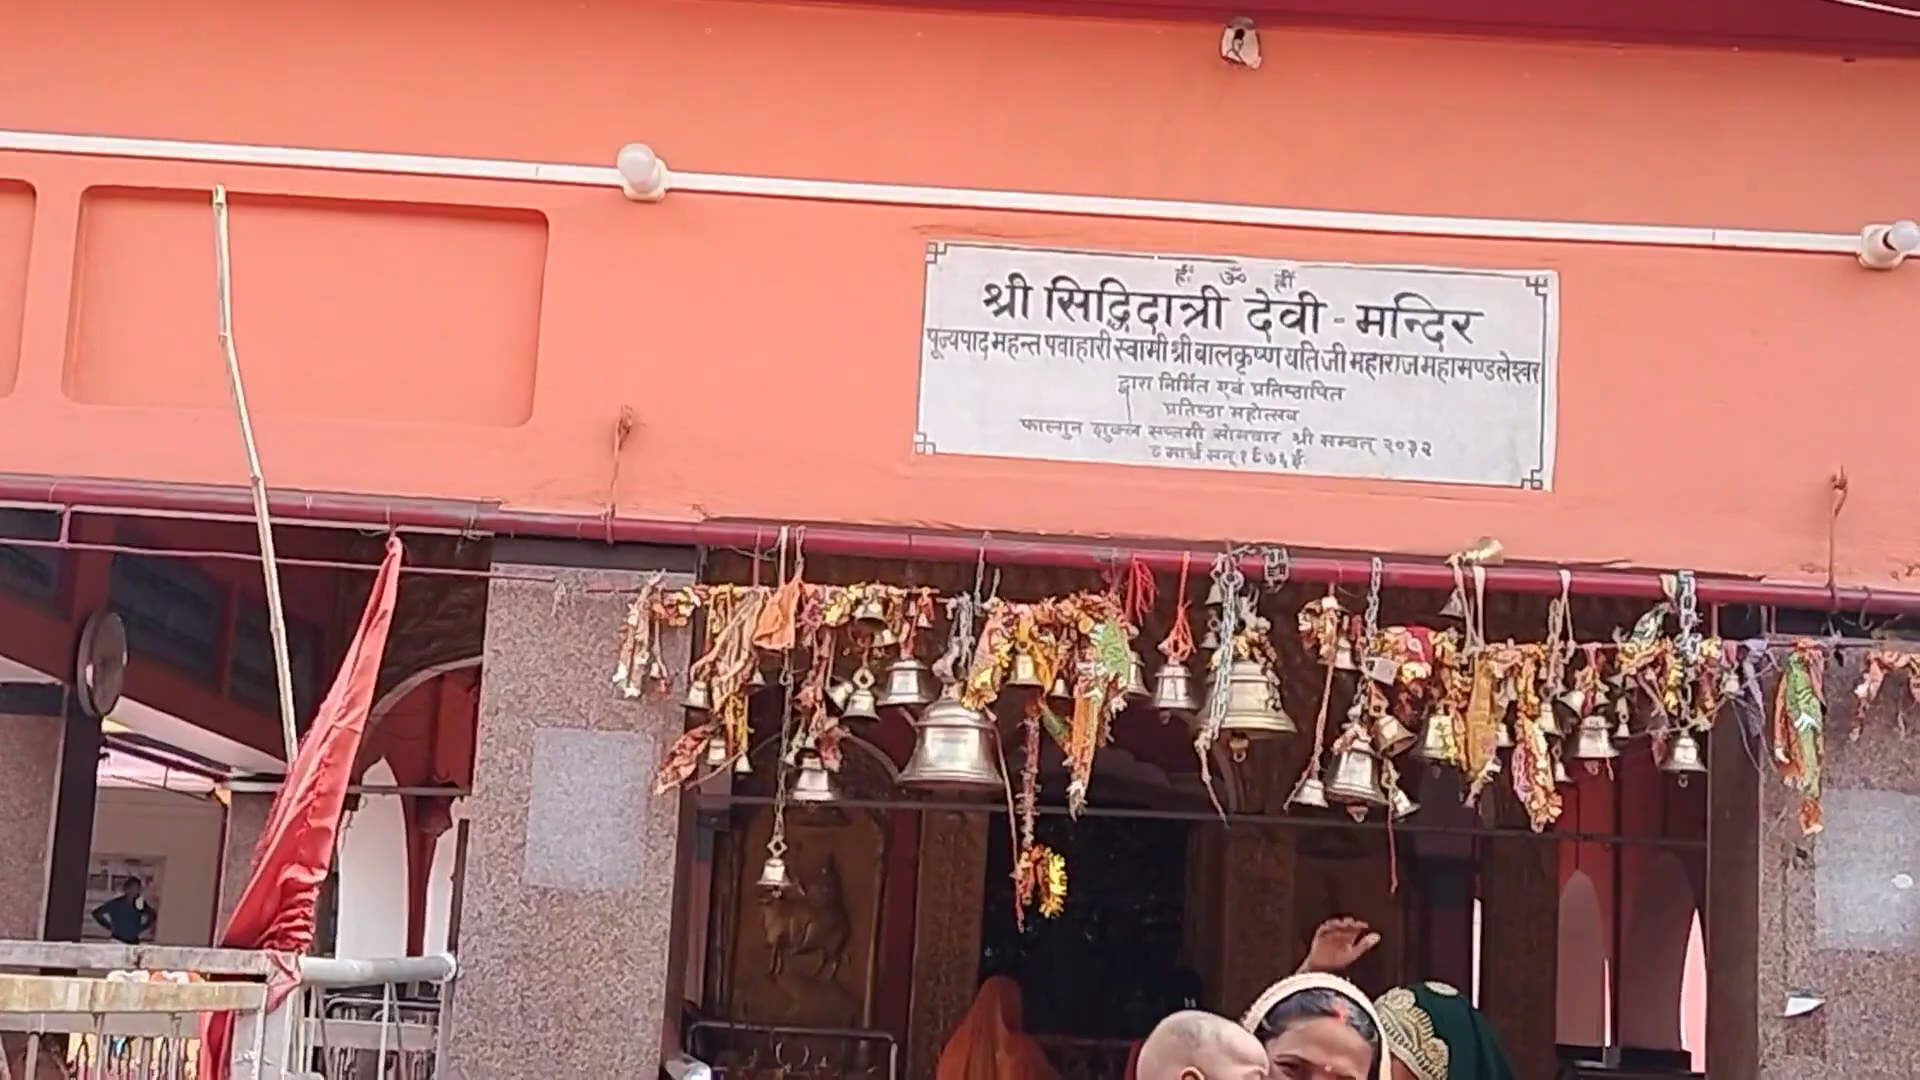 ह्रीं ॐ ह्रीं
श्री सिद्धिदात्री देवी - मन्दिर
पूज्यपाद महन्त पवाहारी स्वामी श्री बालकृष्ण यति जी महाराज महामण्डलेश्वर
द्वारा निर्मित एवं प्रतिष्ठापित
प्रतिष्ठा महोत्सव
फाल्गुन शुक्ल सप्तमी सोमवार श्री सम्वत् २०३२
८ मार्च सन् १९७६ ई॰